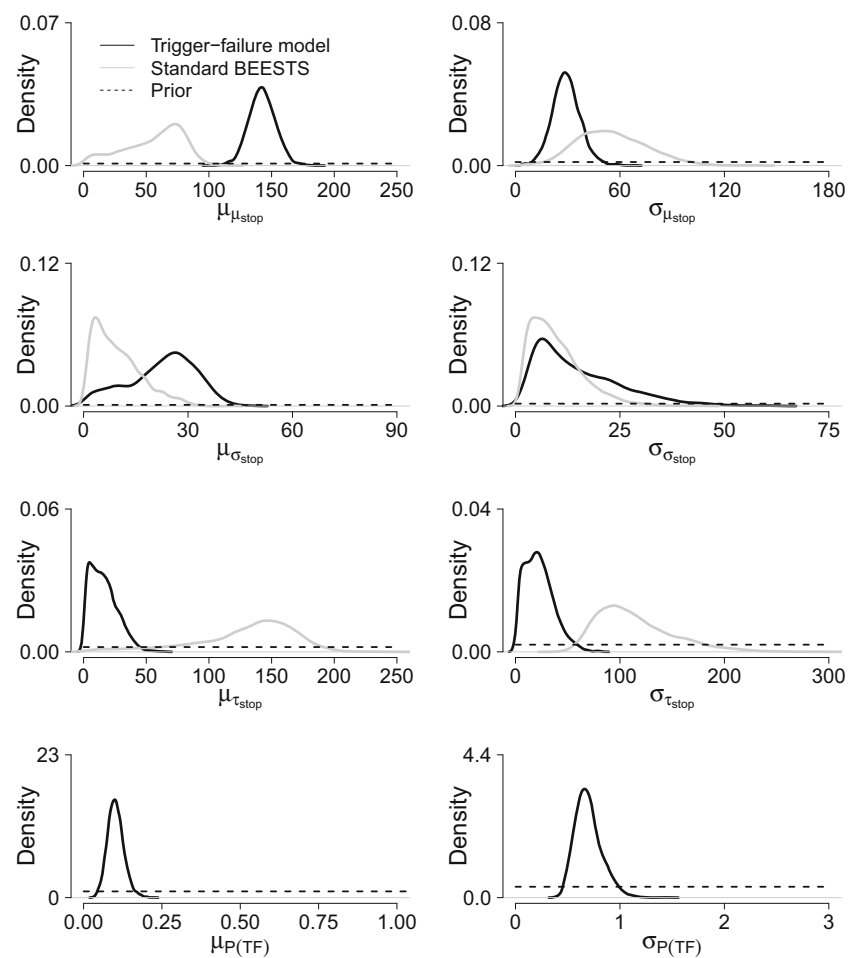 0.07
Density
0.00
Trigger−failure model
Standard BEESTS
Prior
0 50 100 150 200 250
μμstop
0.08
Density
0.00
0 60 120 180
σμstop
0.12
Density
0.00
0 30 60 90
μσstop
0.12
Density
0.00
0 25 50 75
σσstop
0.06
Density
0.00
0 50 100 150 200 250
μτstop
0.04
Density
0.00
0 100 200 300
στstop
23
Density
0
0.00 0.25 0.50 0.75 1.00
μP(TF)
4.4
Density
0.0
0 1 2 3
σP(TF)